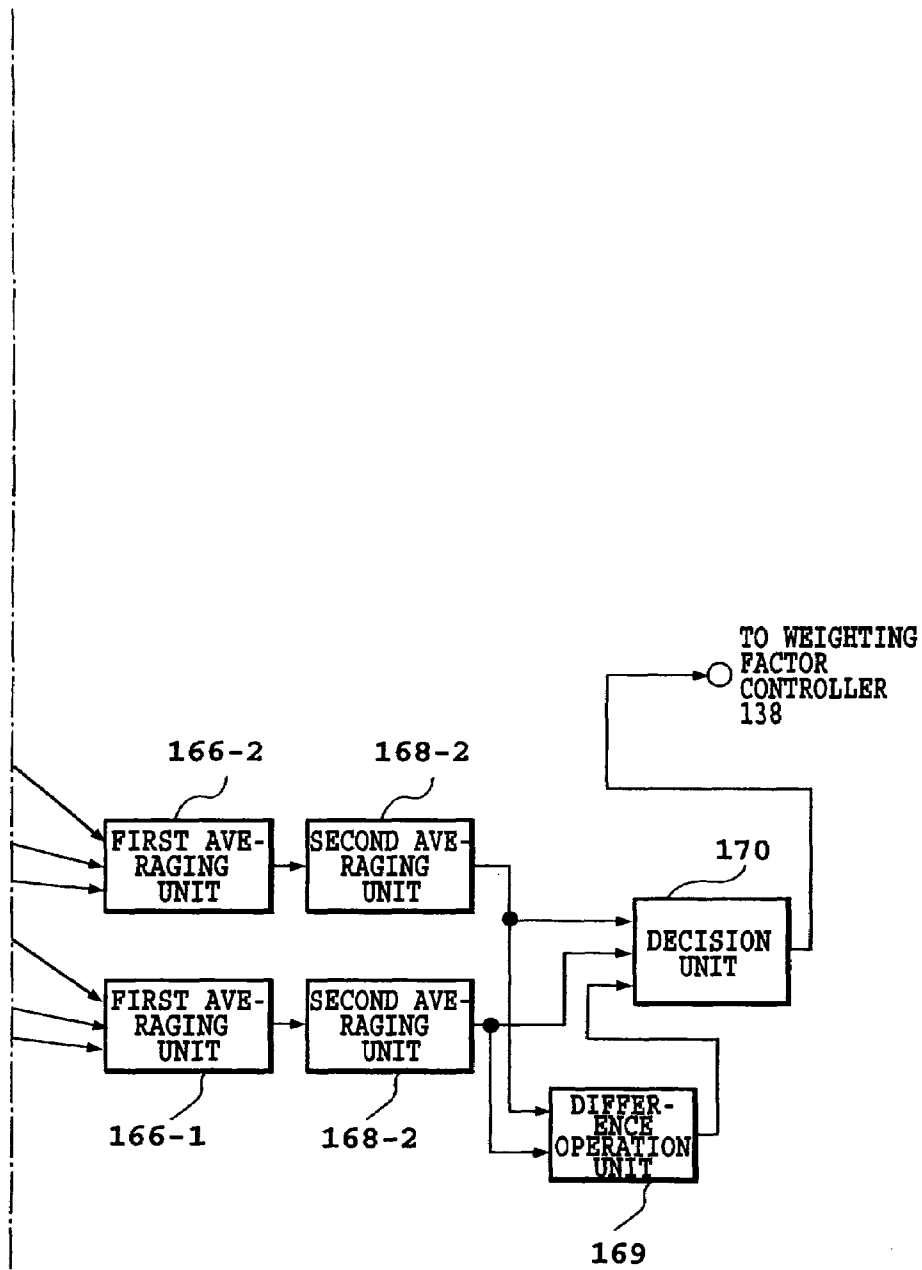 TO WEIGHTING
FACTOR
CONTROLLER
138
166-2
168-2
FIRST AVE-
RAGING
UNIT
SECOND AVE-
RAGING
UNIT
170
DECISION
UNIT
FIRST AVE-
RAGING
UNIT
SECOND AVE-
RAGING
UNIT
166-1
168-2
DIFFER-
ENCE
OPERATION
UNIT
169